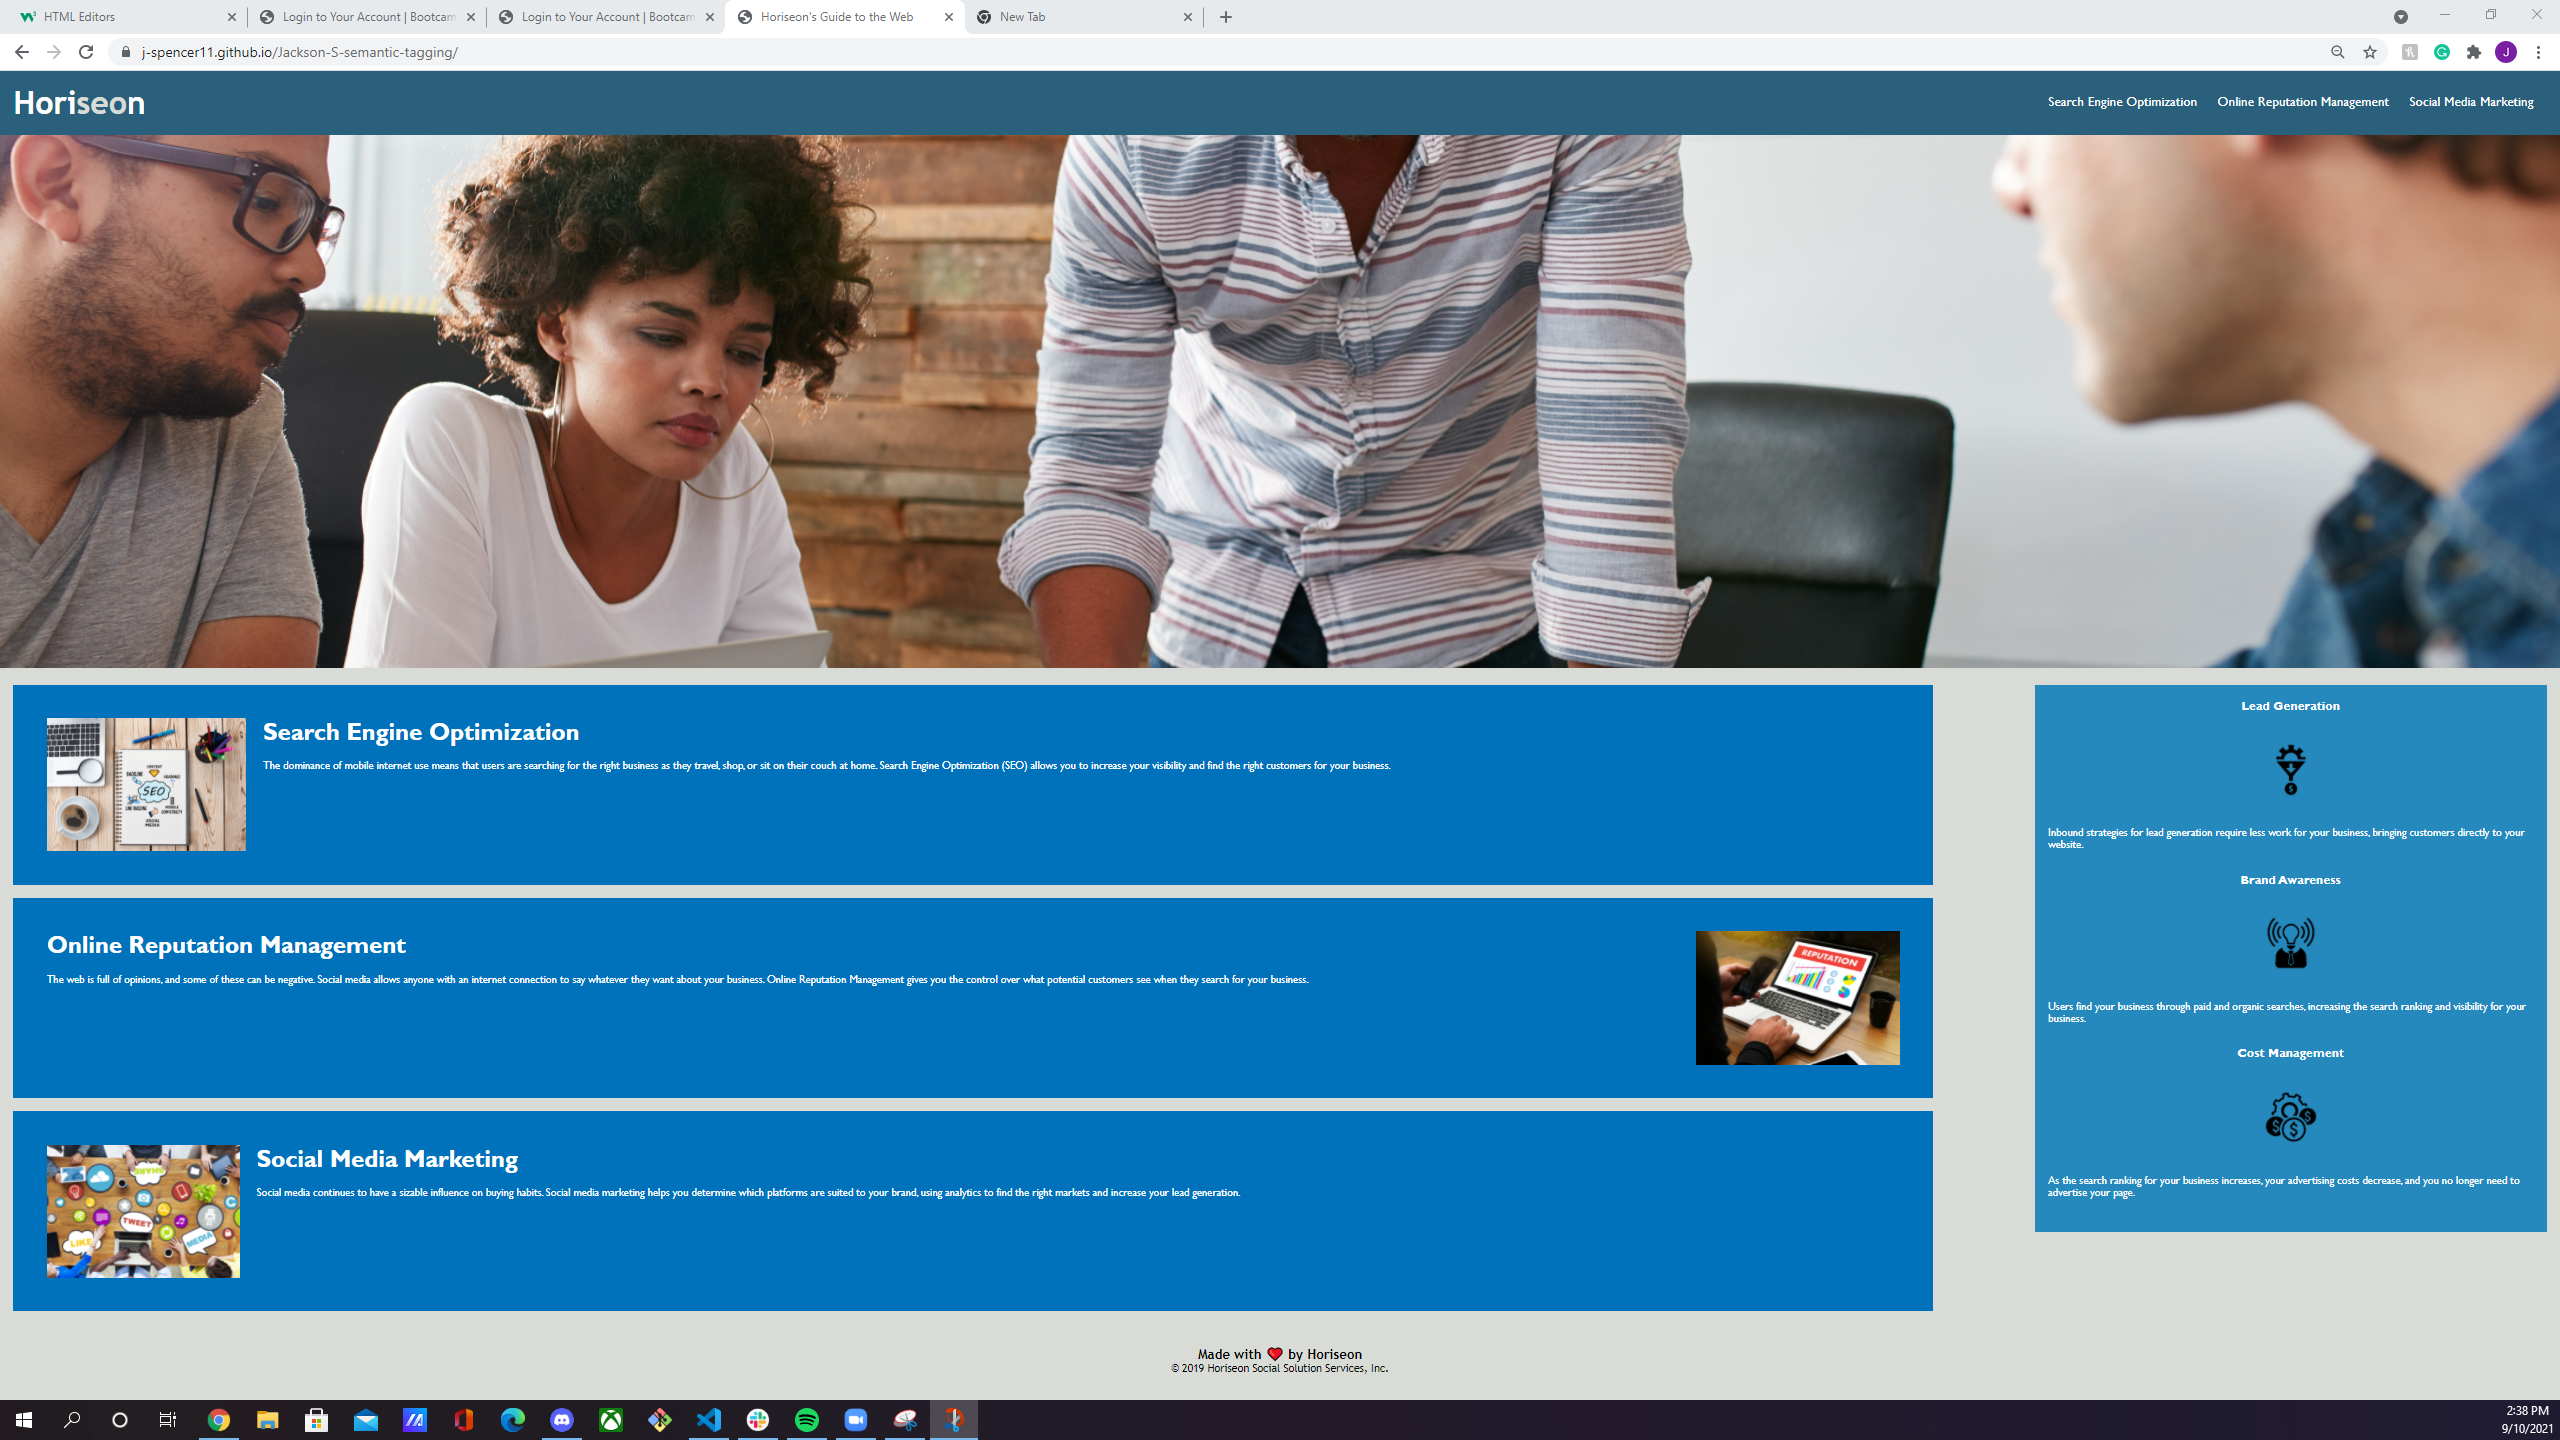 HTML Editors
Login to Your Account | Bootcam
Login to Your Account | Bootcam
Horiseon's Guide to the Web
New Tab
j-spencer11.github.io/Jackson-S-semantic-tagging/
J
Horiseon
Search Engine Optimization
Online Reputation Management
Social Media Marketing
SEO
Search Engine Optimization
The dominance of mobile internet use means that users are searching for the right business as they travel, shop, or sit on their couch at home. Search Engine Optimization (SEO) allows you to increase your visibility and find the right customers for your business.
Online Reputation Management
The web is full of opinions, and some of these can be negative. Social media allows anyone with an internet connection to say whatever they want about your business. Online Reputation Management gives you the control over what potential customers see when they search for your business.
REPUTATION
SHARE
TWEET
LIKE
MEDIA
Social Media Marketing
Social media continues to have a sizable influence on buying habits. Social media marketing helps you determine which platforms are suited to your brand, using analytics to find the right markets and increase your lead generation.
Lead Generation
Inbound strategies for lead generation require less work for your business, bringing customers directly to your
website.
Brand Awareness
Users find your business through paid and organic searches, increasing the search ranking and visibility for your
business.
Cost Management
As the search ranking for your business increases, your advertising costs decrease, and you no longer need to
advertise your page.
Made with ❤️ by Horiseon
© 2019 Horiseon Social Solution Services, Inc.
2:38 PM
9/10/2021